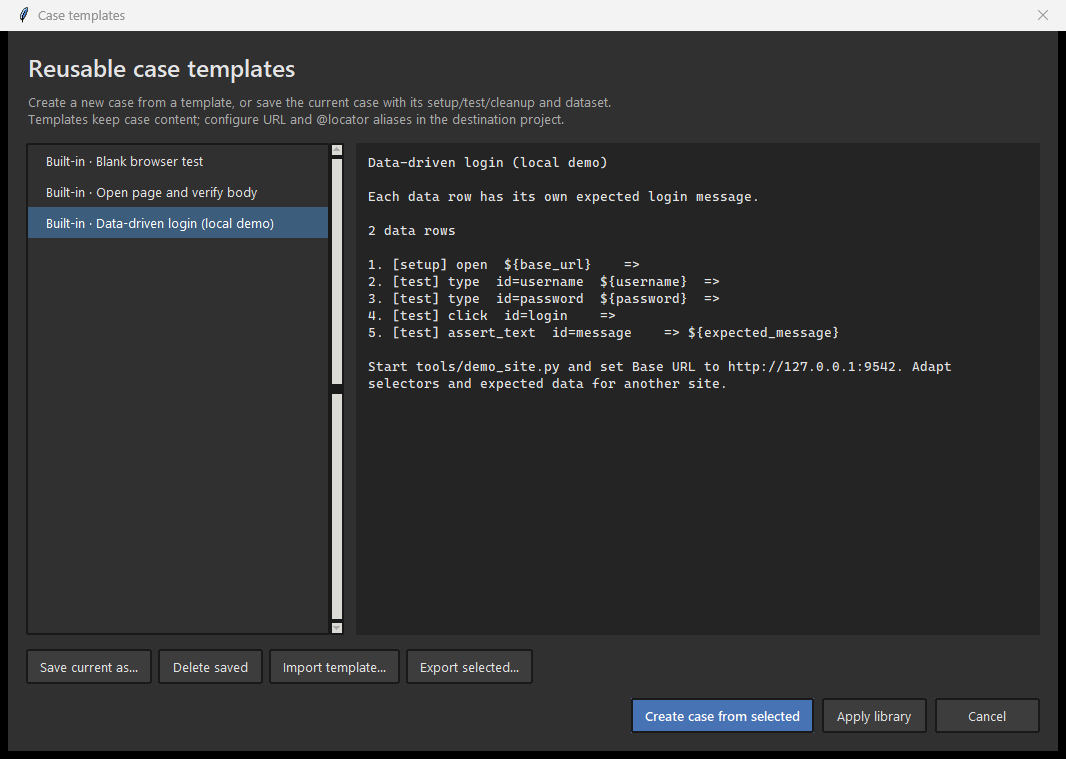 Case templates
Reusable case templates
Create a new case from a template, or save the current case with its setup/test/cleanup and dataset.
Templates keep case content; configure URL and @locator aliases in the destination project.
Built-in · Blank browser test
Built-in · Open page and verify body
Built-in · Data-driven login (local demo)
Data-driven login (local demo)
Each data row has its own expected login message.
2 data rows
1. [setup] open  ${base_url}    =>
2. [test] type  id=username  ${username}  =>
3. [test] type  id=password  ${password}  =>
4. [test] click  id=login    =>
5. [test] assert_text  id=message    => ${expected_message}
Start tools/demo_site.py and set Base URL to http://127.0.0.1:9542. Adapt
selectors and expected data for another site.
Save current as...
Delete saved
Import template...
Export selected...
Create case from selected
Apply library
Cancel